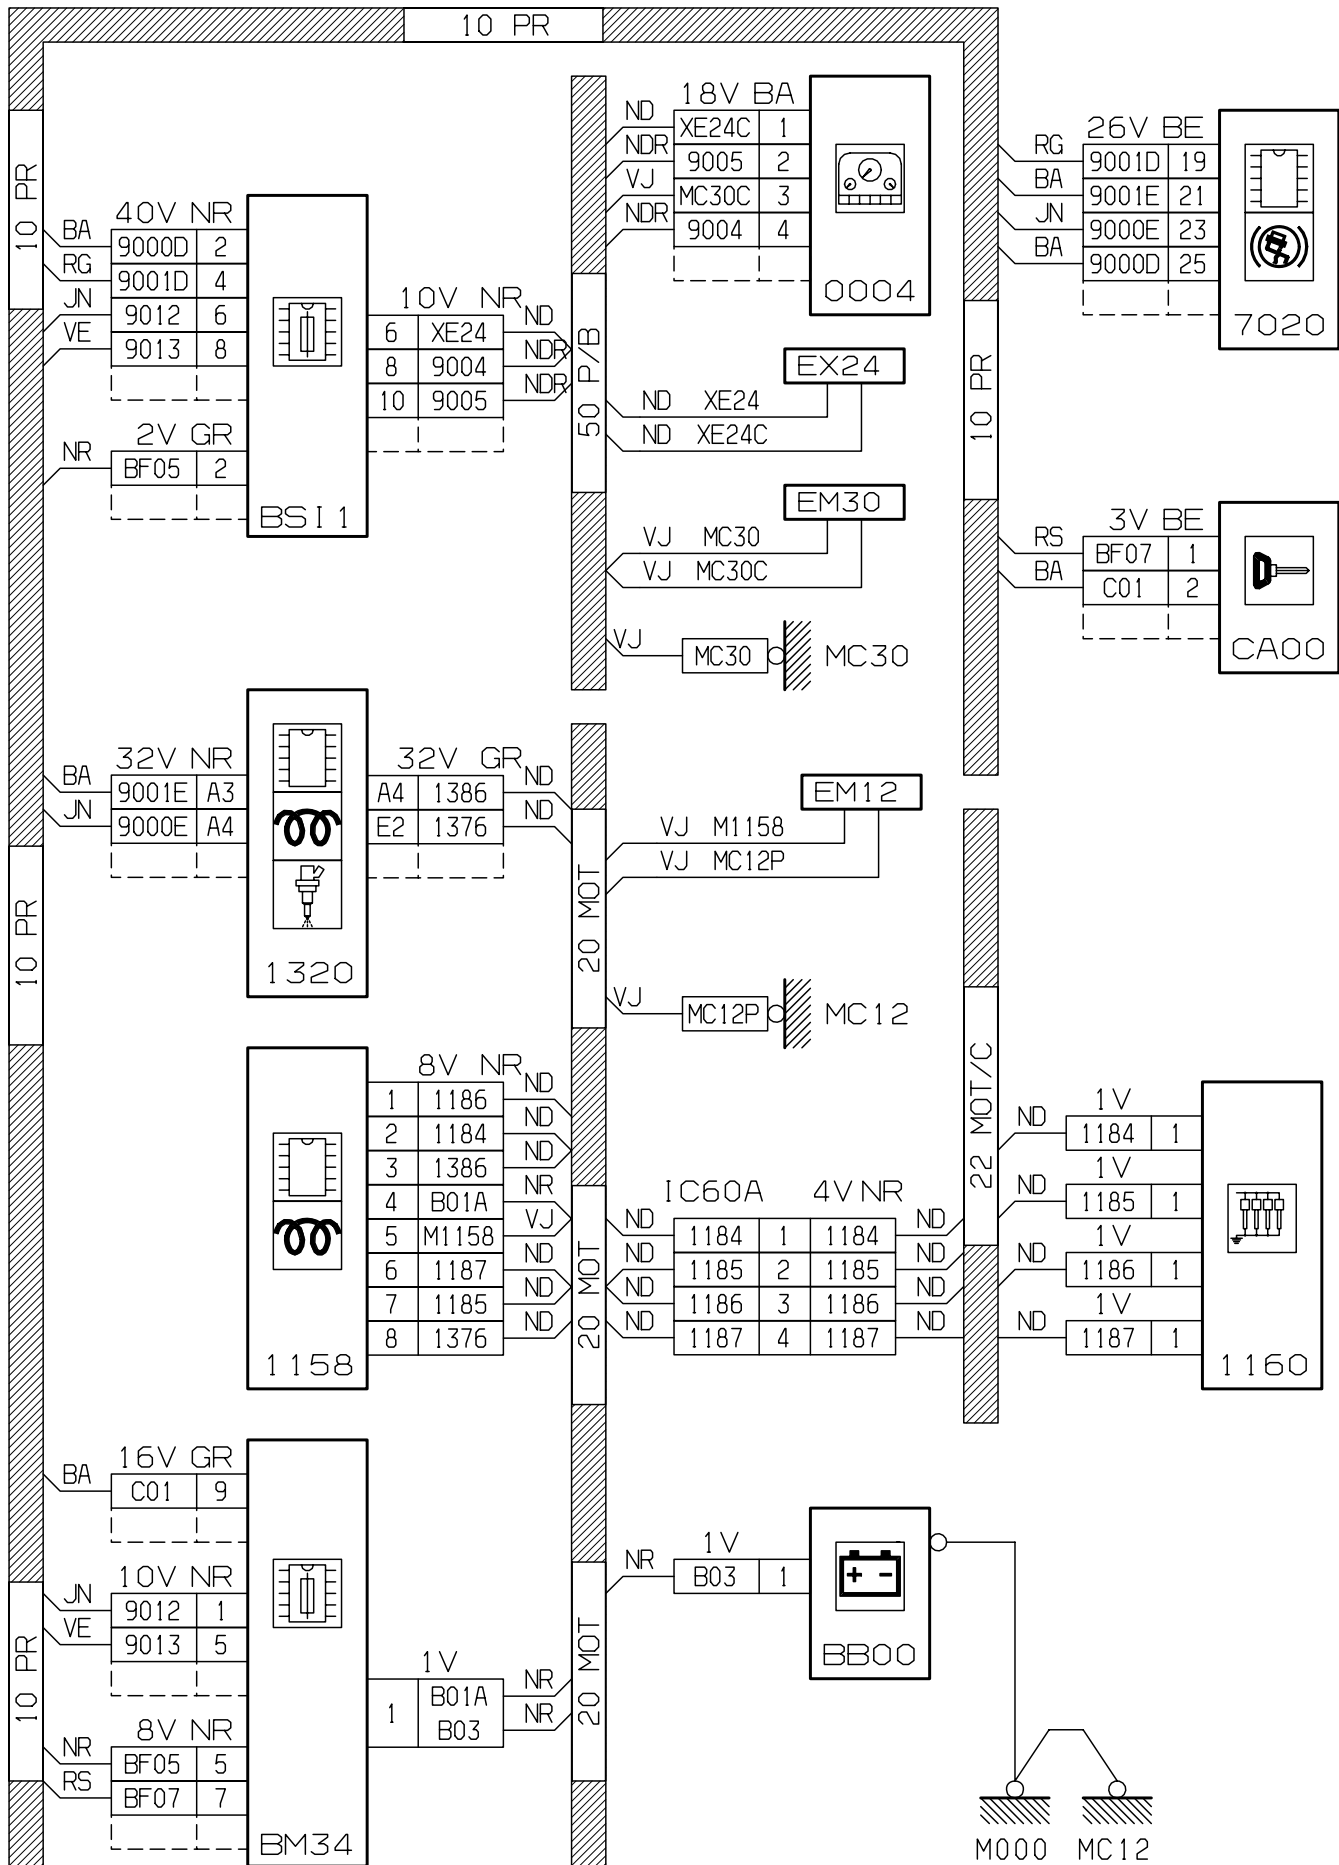 10 PR
10 PR
40V NR
BA 9000D 2
RG 9001D 4
JN 9012 6
VE 9013 8
2V GR
NR BF05 2
BSI1
10V NR
6 XE24 ND
8 9004 NDR
10 9005 NDR
50 P/B
18V BA
ND XE24C 1
NDR 9005 2
VJ MC30C 3
NDR 9004 4
0004
EX24
ND XE24
ND XE24C
EM30
VJ MC30
VJ MC30C
VJ MC30 MC30
10 PR
26V BE
RG 9001D 19
BA 9001E 21
JN 9000E 23
BA 9000D 25
7020
3V BE
RS BF07 1
BA C01 2
CA00
10 PR
32V NR
BA 9001E A3
JN 9000E A4
1320
32V GR
A4 1386 ND
E2 1376 ND
20 MOT
EM12
VJ M1158
VJ MC12P
VJ MC12P MC12
1158
8V NR
1 1186 ND
2 1184 ND
3 1386 ND
4 B01A NR
5 M1158 VJ
6 1187 ND
7 1185 ND
8 1376 ND
20 MOT
IC60A 4V NR
ND 1184 1 1184 ND
ND 1185 2 1185 ND
ND 1186 3 1186 ND
ND 1187 4 1187 ND
22 MOT/C
1V
ND 1184 1
1V
ND 1185 1
1V
ND 1186 1
1V
ND 1187 1
1160
10 PR
16V GR
BA C01 9
10V NR
JN 9012 1
VE 9013 5
8V NR
NR BF05 5
RS BF07 7
BM34
1V
1 B01A NR
B03 NR
20 MOT
1V
NR B03 1
+ -
BB00
M000 MC12